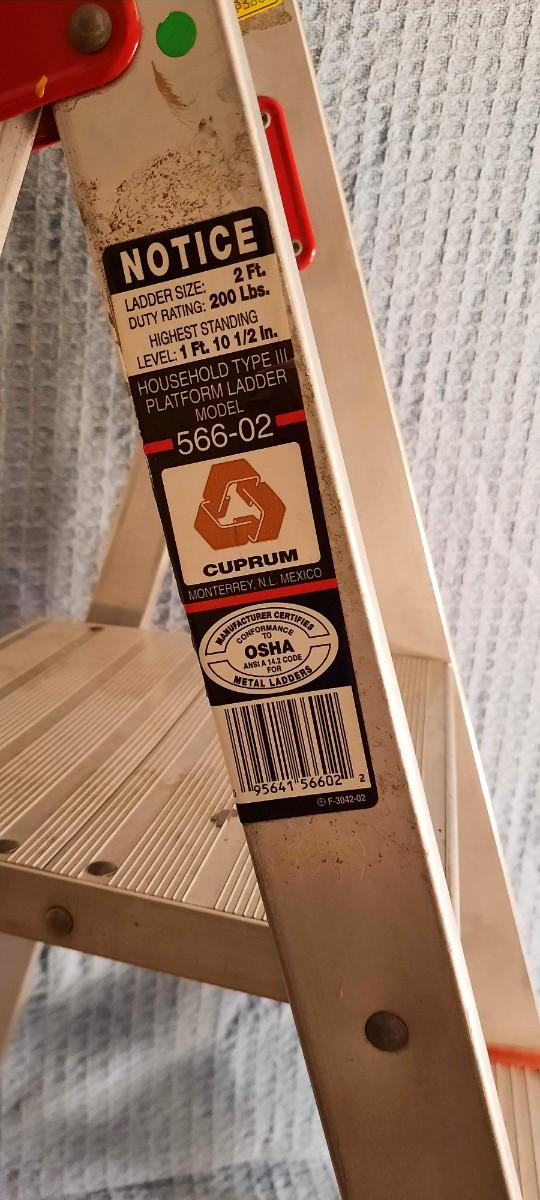 NOTICE
LADDER SIZE: 2 Ft.
DUTY RATING: 200 Lbs.
HIGHEST STANDING
LEVEL: 1 Ft. 10 1/2 In.
HOUSEHOLD TYPE III
PLATFORM LADDER
MODEL
566-02
CUPRUM
MONTERREY, N.L. MEXICO
MANUFACTURER CERTIFIES
CONFORMANCE
TO
OSHA
ANSI A 14.2 CODE
FOR
METAL LADDERS
0 95641 56602 2
F-3042-02